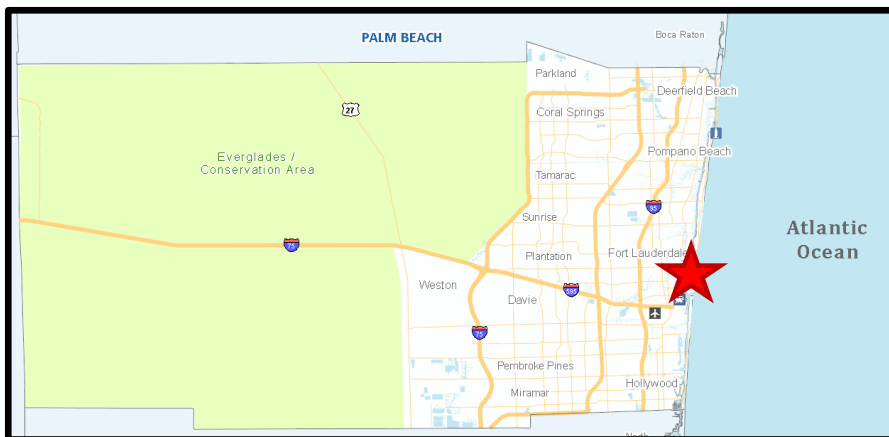 PALM BEACH
Boca Raton
Parkland
Deerfield Beach
27
Coral Springs
Pompano Beach
Everglades /
Conservation Area
Tamarac
95
Sunrise
Atlantic
Ocean
75
Plantation
Fort Lauderdale
Weston
595
Davie
75
Pembroke Pines
Hollywood
Miramar
North